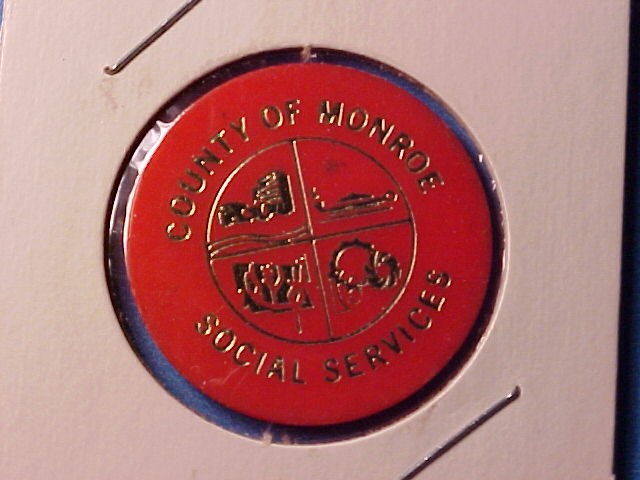 COUNTY OF MONROE
SOCIAL SERVICES